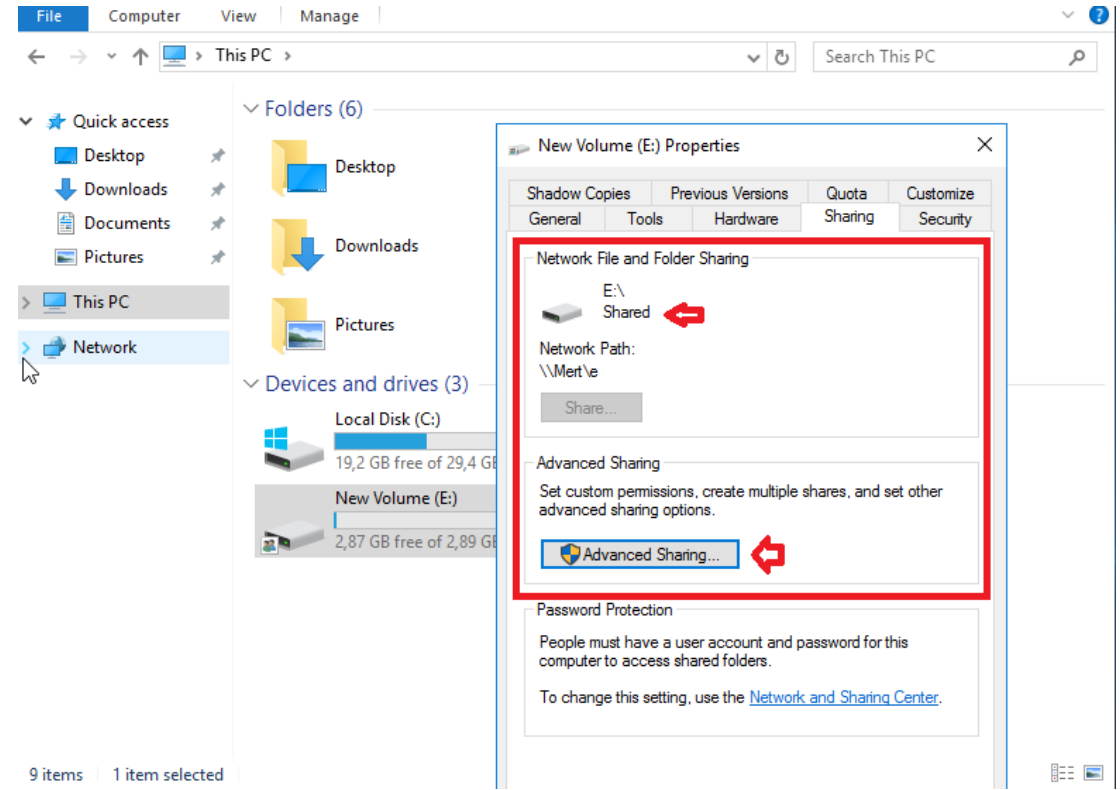 File Computer View Manage
This PC
Search This PC
Quick access
Desktop
Downloads
Documents
Pictures
This PC
Network
Folders (6)
Desktop
Downloads
Pictures
Devices and drives (3)
Local Disk (C:)
19,2 GB free of 29,4 GB
New Volume (E:)
2,87 GB free of 2,89 GB
New Volume (E:) Properties
Shadow Copies Previous Versions Quota Customize
General Tools Hardware Sharing Security
Network File and Folder Sharing
E:\
Shared
Network Path:
\\Mert\e
Share...
Advanced Sharing
Set custom permissions, create multiple shares, and set other
advanced sharing options.
Advanced Sharing...
Password Protection
People must have a user account and password for this
computer to access shared folders.
To change this setting, use the Network and Sharing Center.
9 items 1 item selected